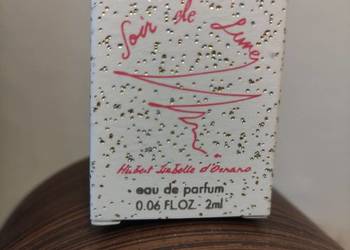 Soir de Lune
Hubert Isabelle d'Ornano
eau de parfum
0.06 FL.OZ. 2ml